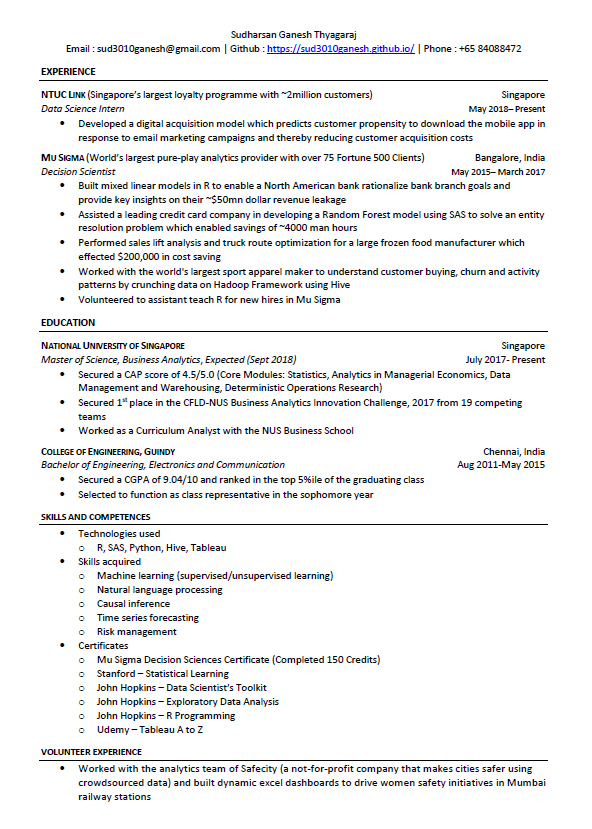 Sudharsan Ganesh Thyagaraj
Email : sud3010ganesh@gmail.com | Github : https://sud3010ganesh.github.io/ | Phone : +65 84088472
EXPERIENCE
NTUC LINK (Singapore's largest loyalty programme with ~2million customers) Singapore
Data Science Intern May 2018– Present
• Developed a digital acquisition model which predicts customer propensity to download the mobile app in
response to email marketing campaigns and thereby reducing customer acquisition costs
MU SIGMA (World's largest pure-play analytics provider with over 75 Fortune 500 Clients) Bangalore, India
Decision Scientist May 2015– March 2017
• Built mixed linear models in R to enable a North American bank rationalize bank branch goals and
provide key insights on their ~$50mn dollar revenue leakage
• Assisted a leading credit card company in developing a Random Forest model using SAS to solve an entity
resolution problem which enabled savings of ~4000 man hours
• Performed sales lift analysis and truck route optimization for a large frozen food manufacturer which
effected $200,000 in cost saving
• Worked with the world's largest sport apparel maker to understand customer buying, churn and activity
patterns by crunching data on Hadoop Framework using Hive
• Volunteered to assistant teach R for new hires in Mu Sigma
EDUCATION
NATIONAL UNIVERSITY OF SINGAPORE Singapore
Master of Science, Business Analytics, Expected (Sept 2018) July 2017- Present
• Secured a CAP score of 4.5/5.0 (Core Modules: Statistics, Analytics in Managerial Economics, Data
Management and Warehousing, Deterministic Operations Research)
• Secured 1st place in the CFLD-NUS Business Analytics Innovation Challenge, 2017 from 19 competing
teams
• Worked as a Curriculum Analyst with the NUS Business School
COLLEGE OF ENGINEERING, GUINDY Chennai, India
Bachelor of Engineering, Electronics and Communication Aug 2011-May 2015
• Secured a CGPA of 9.04/10 and ranked in the top 5%ile of the graduating class
• Selected to function as class representative in the sophomore year
SKILLS AND COMPETENCES
• Technologies used
o R, SAS, Python, Hive, Tableau
• Skills acquired
o Machine learning (supervised/unsupervised learning)
o Natural language processing
o Causal inference
o Time series forecasting
o Risk management
• Certificates
o Mu Sigma Decision Sciences Certificate (Completed 150 Credits)
o Stanford – Statistical Learning
o John Hopkins – Data Scientist's Toolkit
o John Hopkins – Exploratory Data Analysis
o John Hopkins – R Programming
o Udemy – Tableau A to Z
VOLUNTEER EXPERIENCE
• Worked with the analytics team of Safecity (a not-for-profit company that makes cities safer using
crowdsourced data) and built dynamic excel dashboards to drive women safety initiatives in Mumbai
railway stations